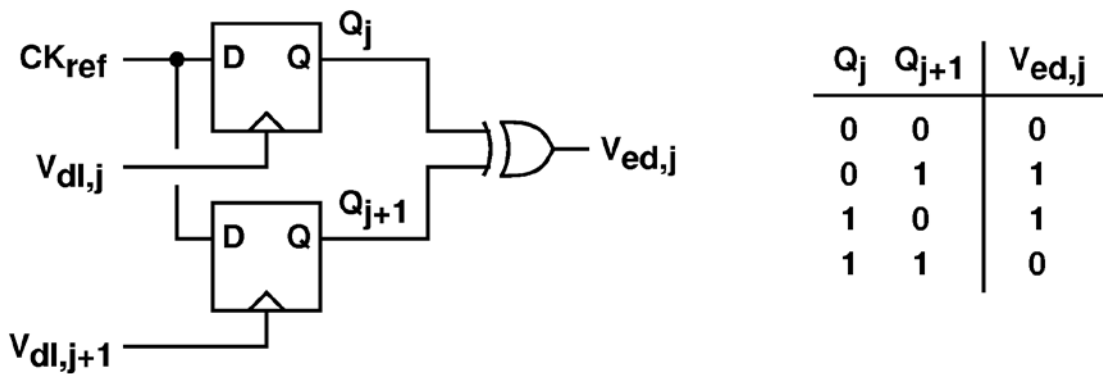 CKref
D Q
Qj
Vdl,j
D Q
Qj+1
Vdl,j+1
Ved,j
Qj Qj+1 Ved,j
0 0 0
0 1 1
1 0 1
1 1 0